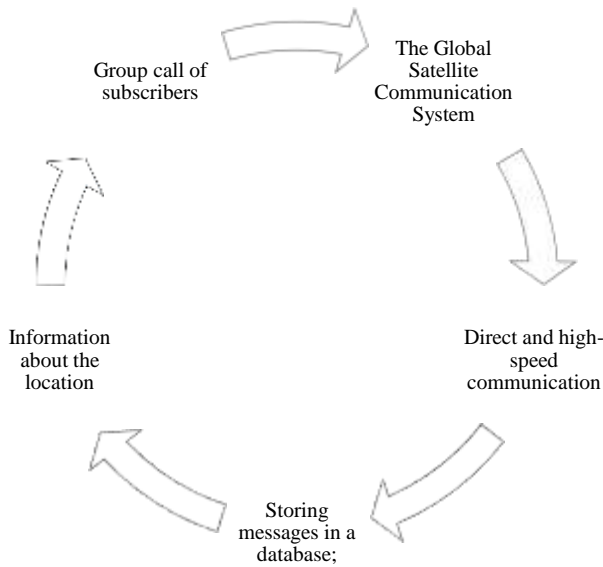 Group call of
subscribers
The Global
Satellite
Communication
System
Direct and high-
speed
communication
Storing
messages in a
database;
Information
about the
location